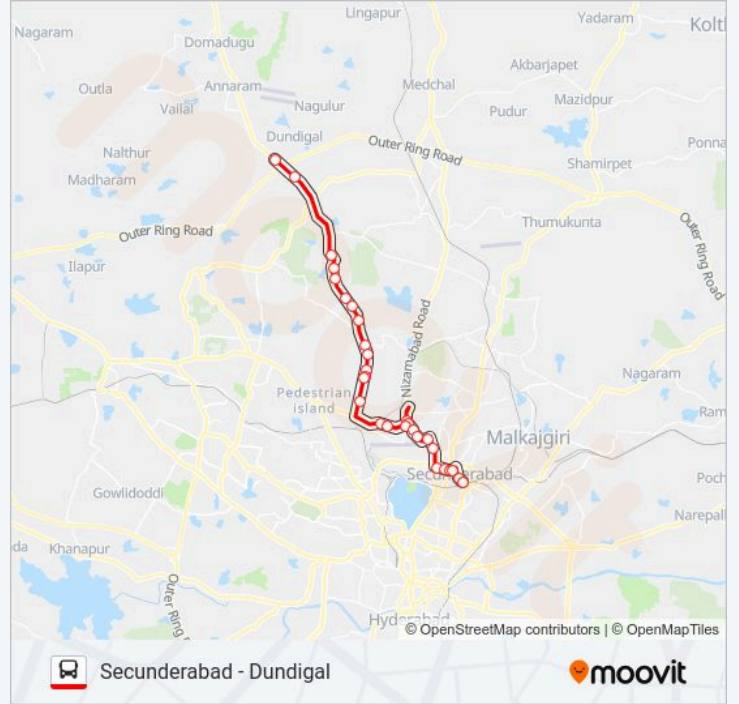 Lingapur
Yadaram
Kolt
Nagaram
Domadugu
Akbarjapet
Outla
Annaram
Medchal
Mazidpur
Vailal
Nagulur
Pudur
Dundigal
Outer Ring Road
Ponna
Nalthur
Shamirpet
Madharam
Outer Ring Road
Thumukunta
Outer Ring Road
Ilapur
Nizamabad Road
Nagaram
Pedestrian
island
Ram
Malkajgiri
Secunderabad
Poch
Gowlidoddi
Narepall
da
Khanapur
Outer Ring R
Hyderabad
© OpenStreetMap contributors | © OpenMapTiles
Secunderabad - Dundigal
moovit